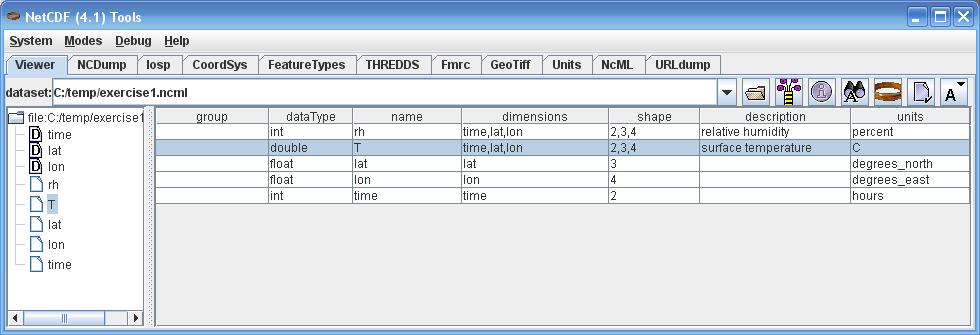 NetCDF (4.1) Tools
System Modes Debug Help
Viewer NCDump Iosp CoordSys FeatureTypes THREDDS Fmrc GeoTiff Units NcML URLdump
dataset: C:/temp/exercise1.ncml
A
file:C:/temp/exercise1
D time
D lat
D lon
rh
T
lat
lon
time
group dataType name dimensions shape description units
int rh time,lat,lon 2,3,4 relative humidity percent
double T time,lat,lon 2,3,4 surface temperature C
float lat lat 3 degrees_north
float lon lon 4 degrees_east
int time time 2 hours